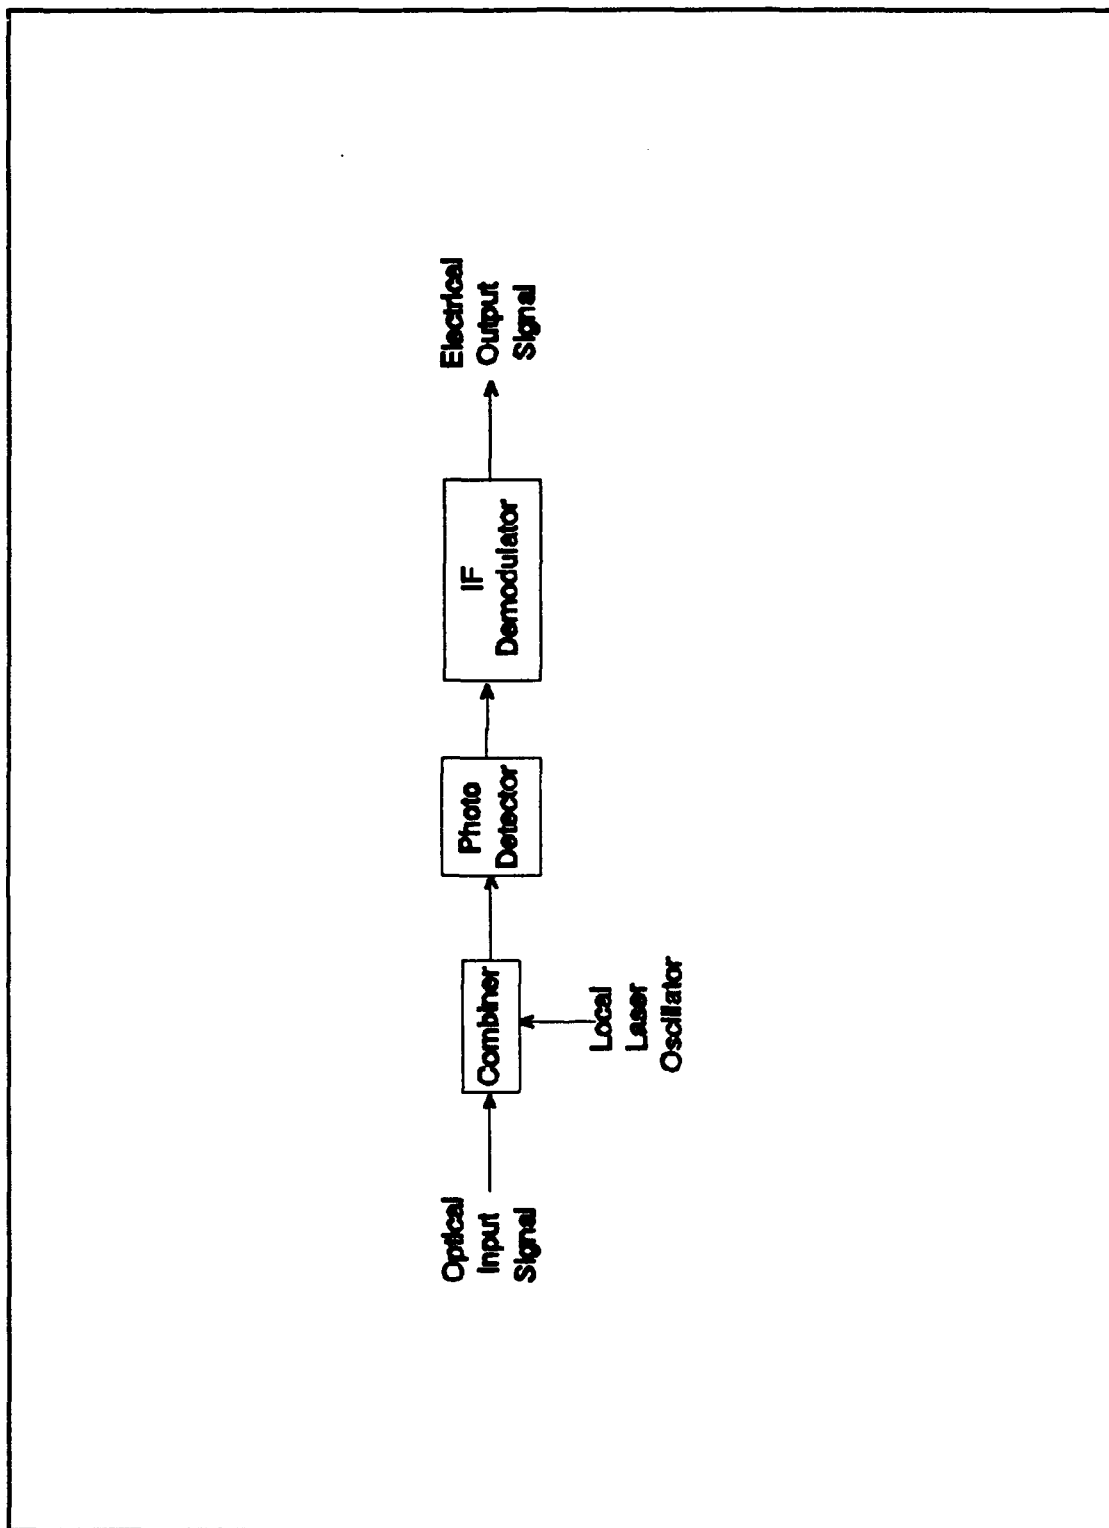 Optical
Input
Signal
Combiner
Local
Laser
Oscillator
Photo
Detector
IF
Demodulator
Electrical
Output
Signal